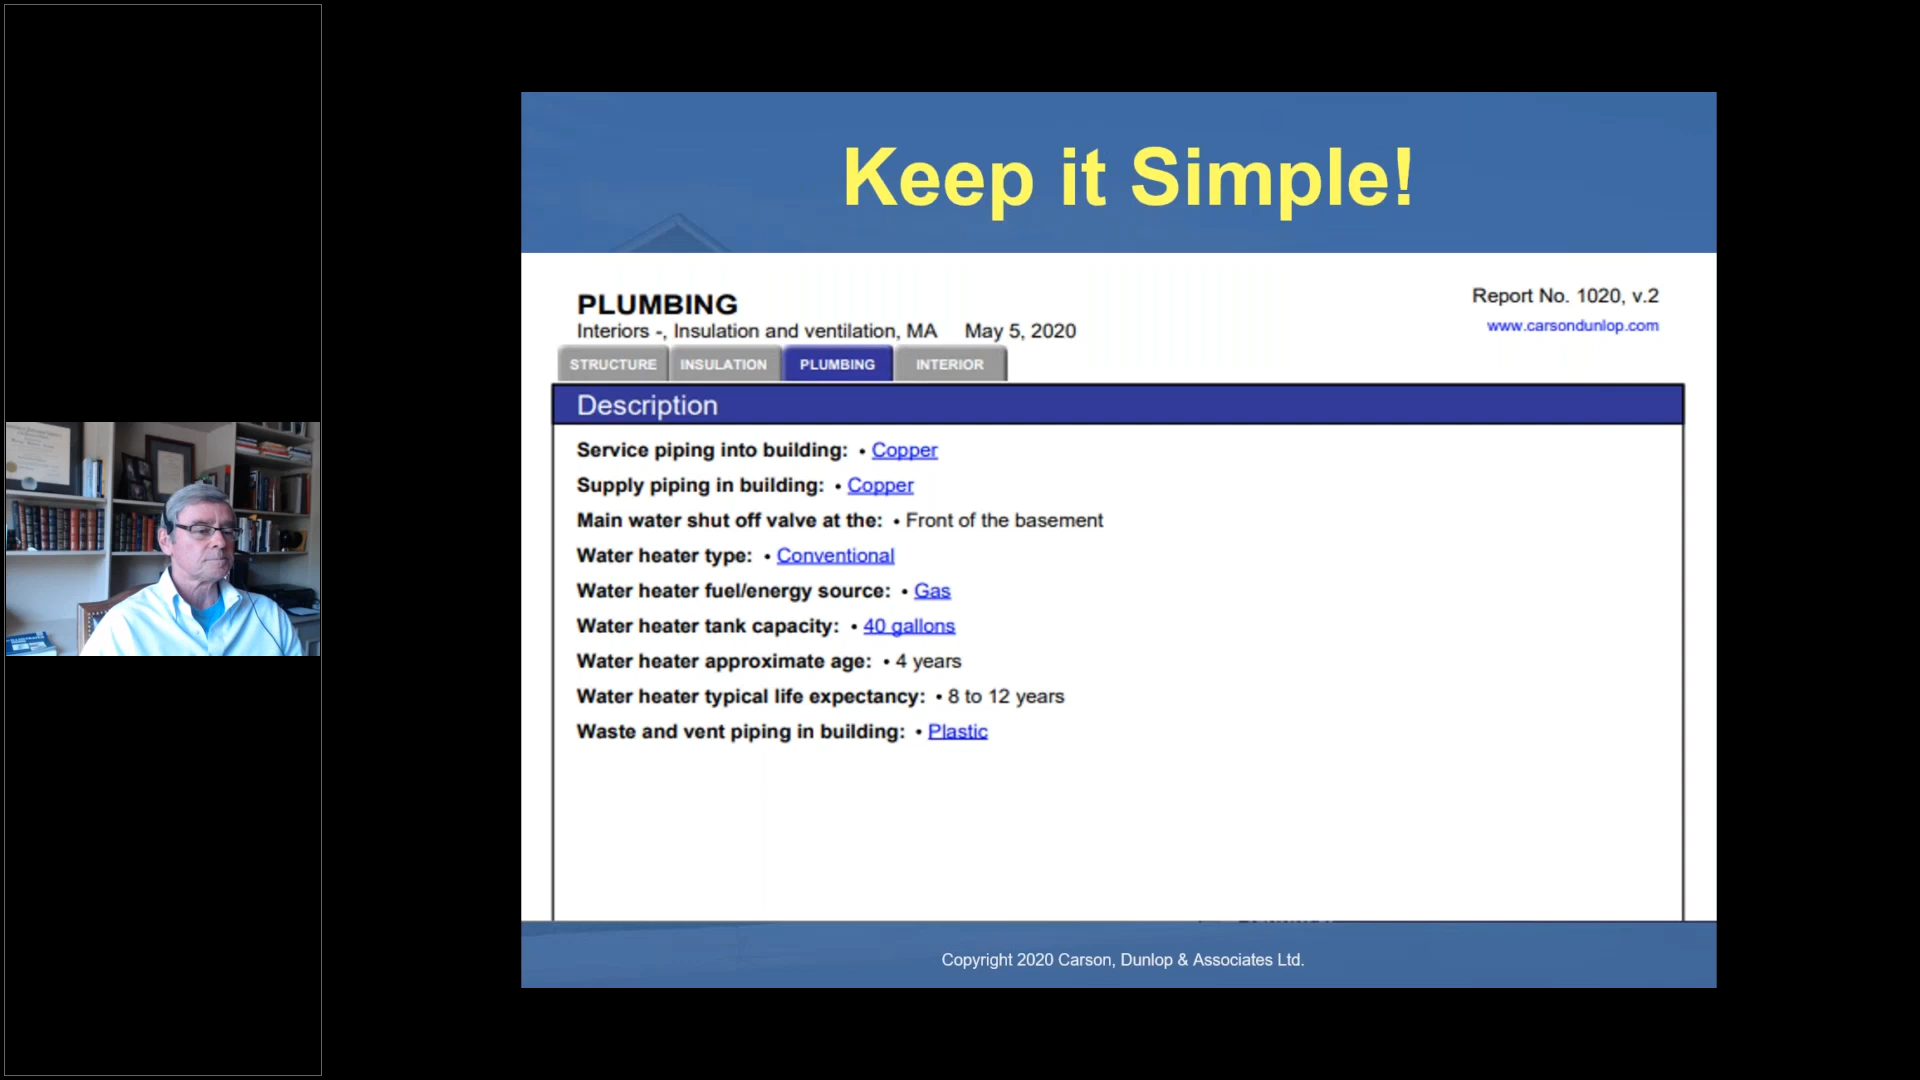 Keep it Simple!
PLUMBING
Report No. 1020, v.2
Interiors -, Insulation and ventilation, MA May 5, 2020
www.carsondunlop.com
STRUCTURE INSULATION PLUMBING INTERIOR
Description
Service piping into building: • Copper
Supply piping in building: • Copper
Main water shut off valve at the: • Front of the basement
Water heater type: • Conventional
Water heater fuel/energy source: • Gas
Water heater tank capacity: • 40 gallons
Water heater approximate age: • 4 years
Water heater typical life expectancy: • 8 to 12 years
Waste and vent piping in building: • Plastic
Copyright 2020 Carson, Dunlop & Associates Ltd.